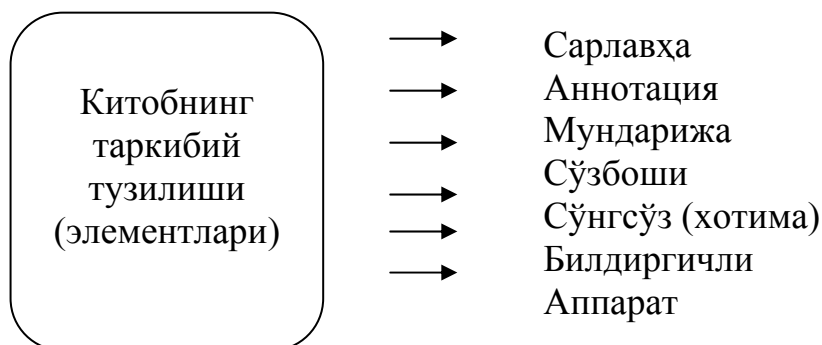 Китобнинг
таркибий
тузилиши
(элементлари)
Сарлавҳа
Аннотация
Мундарижа
Сўзбоши
Сўнгсўз (хотима)
Билдиргичли
Аппарат